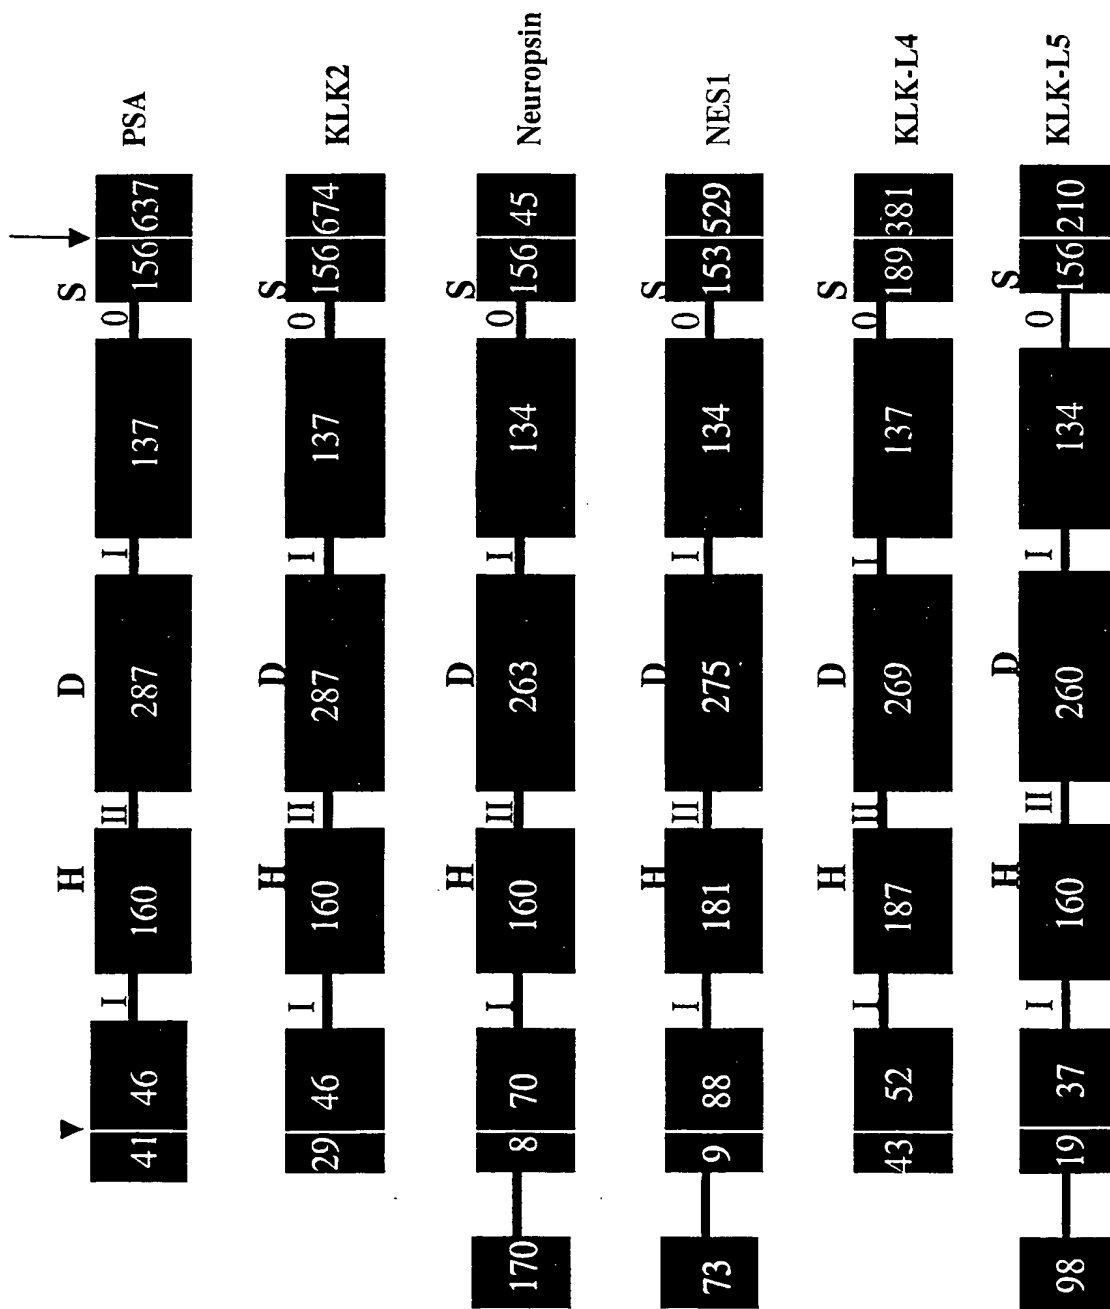 H D S
I II I 0
41 46 160 287 137 156 637 PSA
H D S
I II I 0
29 46 160 287 137 156 674 KLK2
H D S
I II I 0
170 8 70 160 263 134 156 45 Neuropsin
H D S
I II I 0
73 9 88 181 275 134 153 529 NES1
H D S
I II I 0
43 52 187 269 137 189 381 KLK-L4
H D S
I II I 0
98 19 37 160 260 134 156 210 KLK-L5